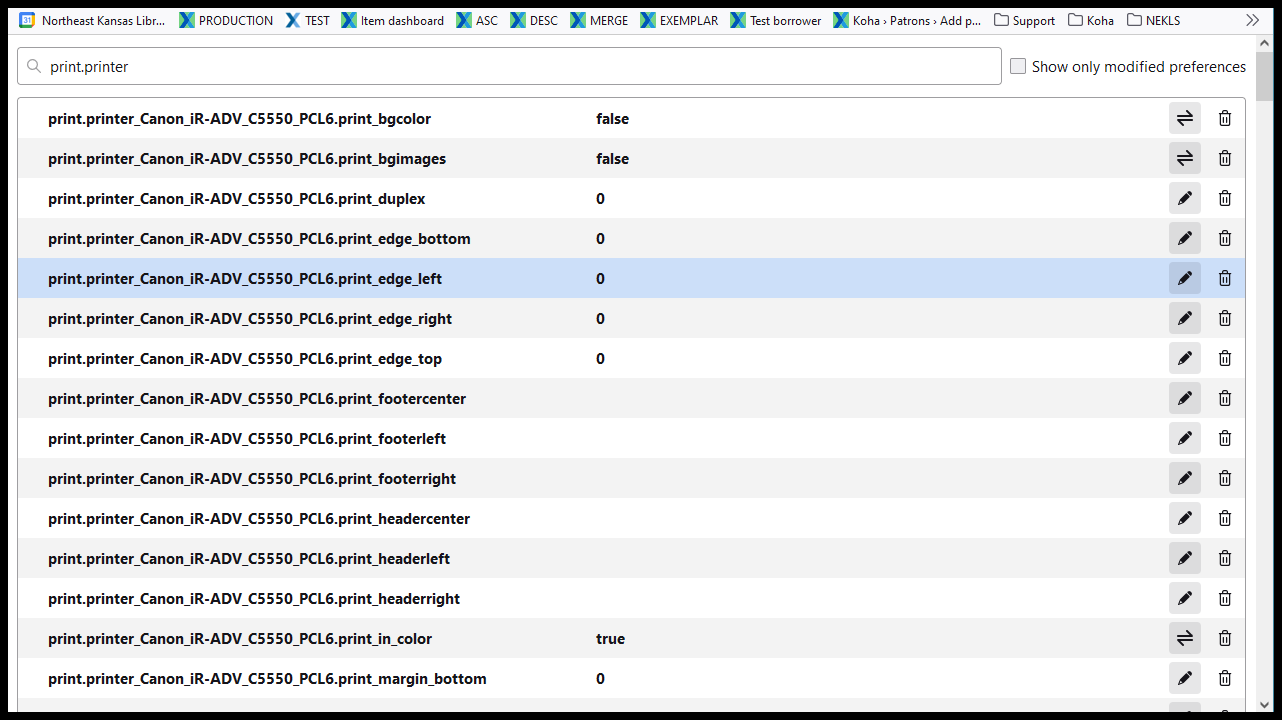 31 Northeast Kansas Libr... PRODUCTION TEST Item dashboard ASC DESC MERGE EXEMPLAR Test borrower Koha › Patrons › Add p... Support Koha NEKLS
print.printer Show only modified preferences
print.printer_Canon_iR-ADV_C5550_PCL6.print_bgcolor false
print.printer_Canon_iR-ADV_C5550_PCL6.print_bgimages false
print.printer_Canon_iR-ADV_C5550_PCL6.print_duplex 0
print.printer_Canon_iR-ADV_C5550_PCL6.print_edge_bottom 0
print.printer_Canon_iR-ADV_C5550_PCL6.print_edge_left 0
print.printer_Canon_iR-ADV_C5550_PCL6.print_edge_right 0
print.printer_Canon_iR-ADV_C5550_PCL6.print_edge_top 0
print.printer_Canon_iR-ADV_C5550_PCL6.print_footercenter
print.printer_Canon_iR-ADV_C5550_PCL6.print_footerleft
print.printer_Canon_iR-ADV_C5550_PCL6.print_footerright
print.printer_Canon_iR-ADV_C5550_PCL6.print_headercenter
print.printer_Canon_iR-ADV_C5550_PCL6.print_headerleft
print.printer_Canon_iR-ADV_C5550_PCL6.print_headerright
print.printer_Canon_iR-ADV_C5550_PCL6.print_in_color true
print.printer_Canon_iR-ADV_C5550_PCL6.print_margin_bottom 0